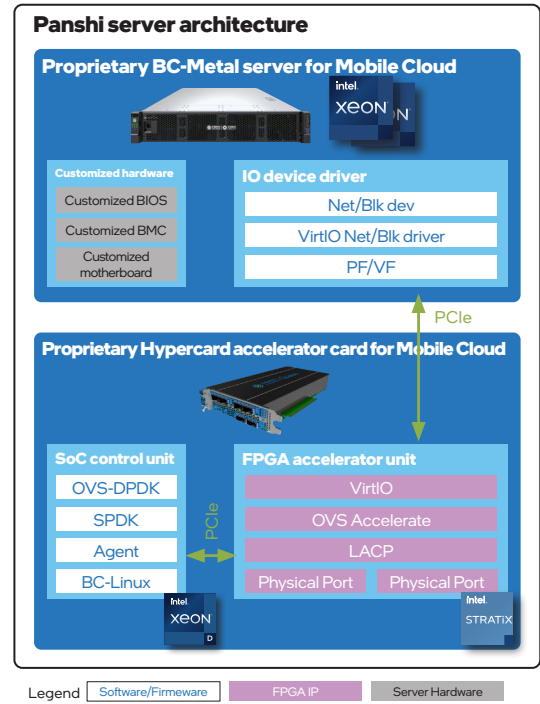 Panshi server architecture
Proprietary BC-Metal server for Mobile Cloud
intel.
XEON
Customized hardware
Customized BIOS
Customized BMC
Customized
motherboard
IO device driver
Net/Blk dev
VirtIO Net/Blk driver
PF/VF
PCIe
Proprietary Hypercard accelerator card for Mobile Cloud
SoC control unit
OVS-DPDK
SPDK
Agent
BC-Linux
PCIe
FPGA accelerator unit
VirtIO
OVS Accelerate
LACP
Physical Port Physical Port
intel.
XEON
D
intel.
STRATIX
Legend Software/Firmeware FPGA IP Server Hardware